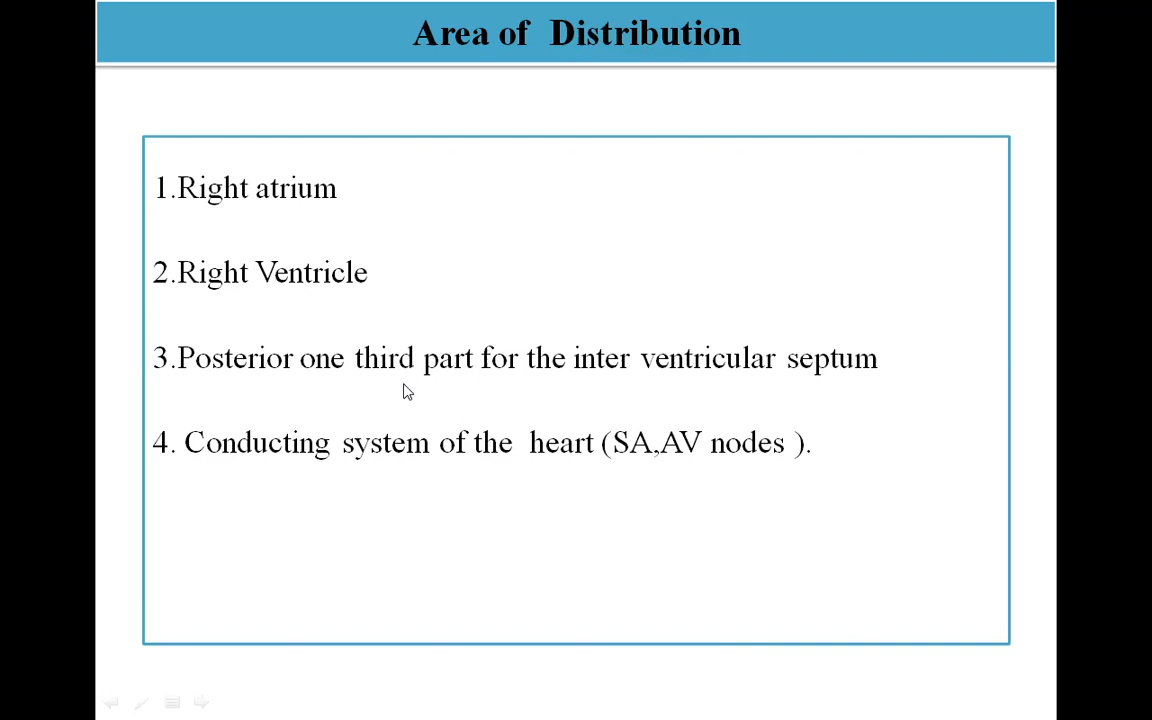 Area of Distribution
1.Right atrium
2.Right Ventricle
3.Posterior one third part for the inter ventricular septum
4. Conducting system of the heart (SA,AV nodes ).